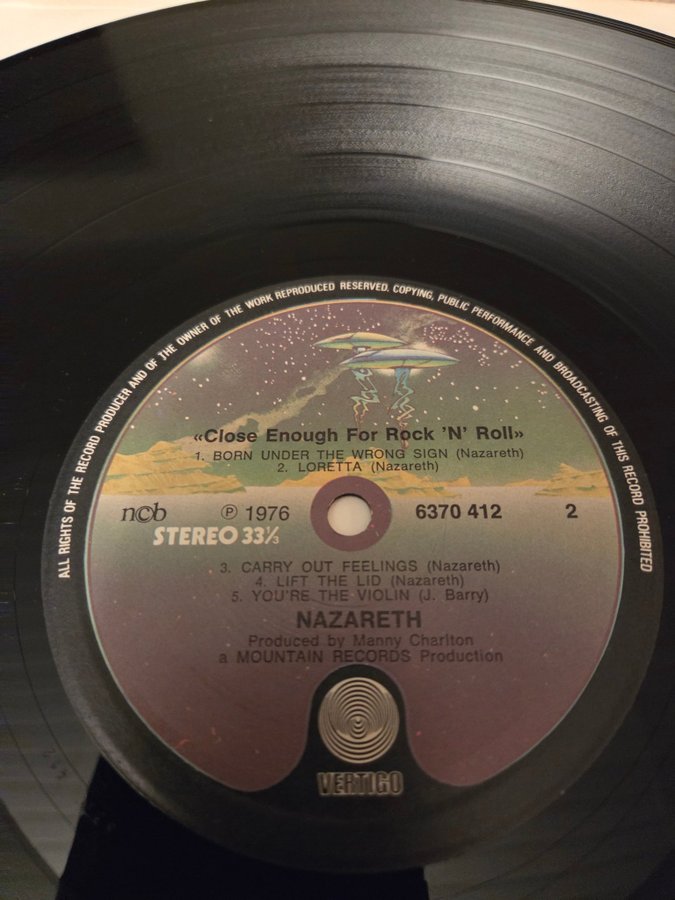 ALL RIGHTS OF THE RECORD PRODUCER AND OF THE OWNER OF THE WORK REPRODUCED RESERVED. COPYING, PUBLIC PERFORMANCE AND BROADCASTING OF THIS RECORD PROHIBITED
«Close Enough For Rock 'N' Roll»
1. BORN UNDER THE WRONG SIGN (Nazareth)
2. LORETTA (Nazareth)
n©b ℗ 1976 6370 412 2
STEREO 33⅓
3. CARRY OUT FEELINGS (Nazareth)
4. LIFT THE LID (Nazareth)
5. YOU'RE THE VIOLIN (J. Barry)
NAZARETH
Produced by Manny Charlton
a MOUNTAIN RECORDS Production
VERTIGO